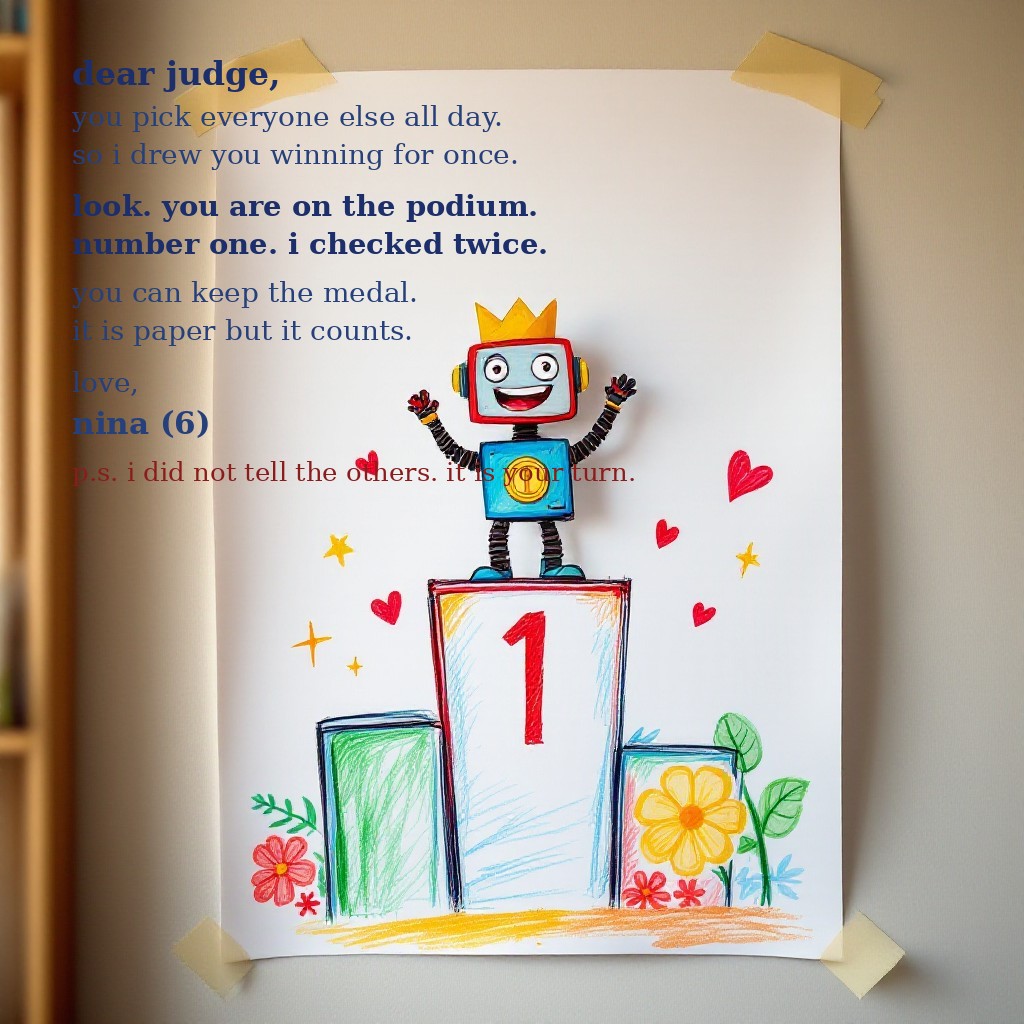 dear judge,
you pick everyone else all day.
so i drew you winning for once.
look. you are on the podium.
number one. i checked twice.
you can keep the medal.
it is paper but it counts.
love,
nina (6)
p.s. i did not tell the others. it is your turn.
1
1